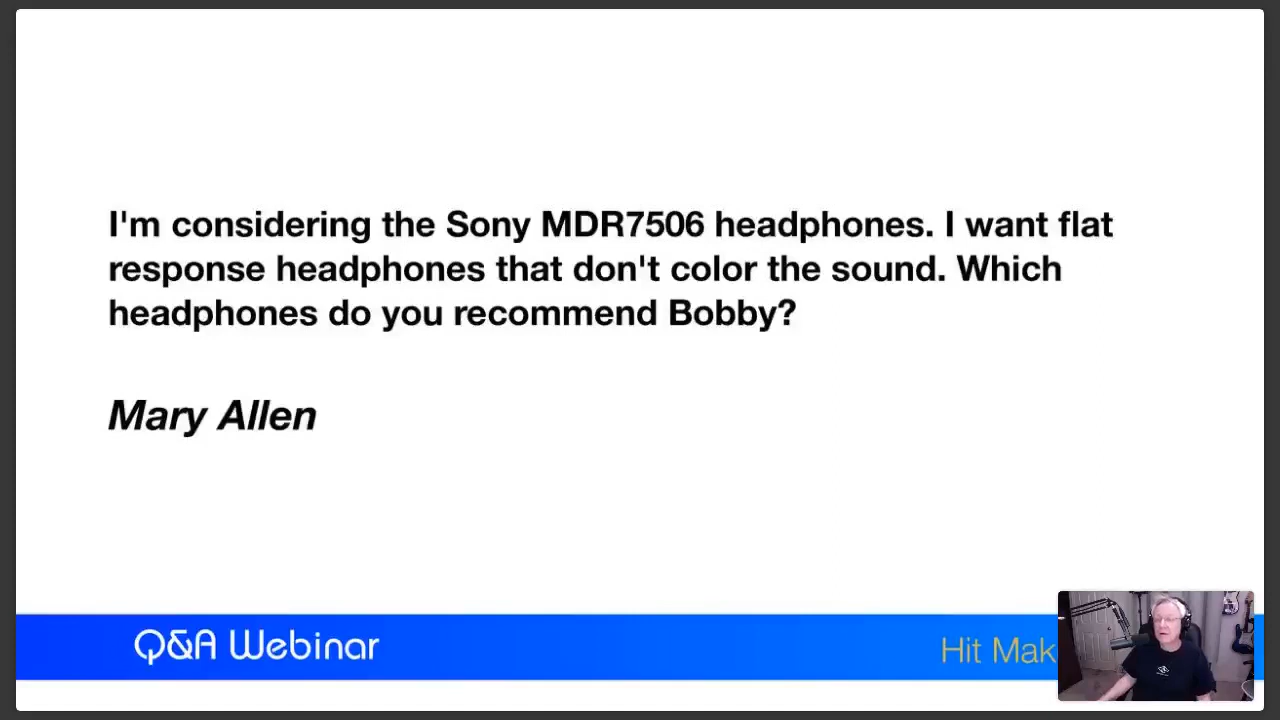 I'm considering the Sony MDR7506 headphones. I want flat
response headphones that don't color the sound. Which
headphones do you recommend Bobby?
Mary Allen
Q&A Webinar
Hit Mak